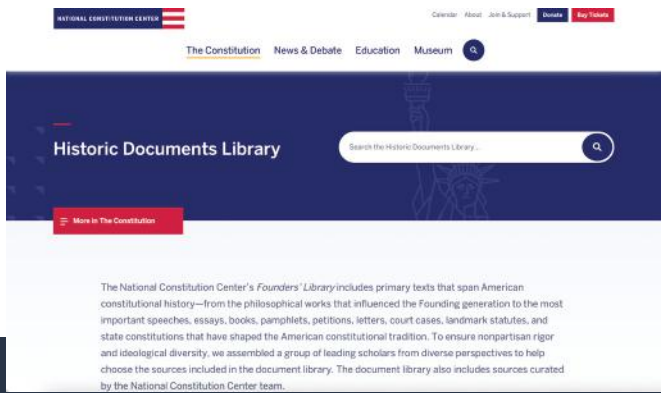 NATIONAL CONSTITUTION CENTER
Calendar About Join & Support Donate Buy Tickets
The Constitution News & Debate Education Museum
Historic Documents Library
Search the Historic Documents Library...
More in The Constitution
The National Constitution Center's Founders' Library includes primary texts that span American
constitutional history—from the philosophical works that influenced the Founding generation to the most
important speeches, essays, books, pamphlets, petitions, letters, court cases, landmark statutes, and
state constitutions that have shaped the American constitutional tradition. To ensure nonpartisan rigor
and ideological diversity, we assembled a group of leading scholars from diverse perspectives to help
choose the sources included in the document library. The document library also includes sources curated
by the National Constitution Center team.